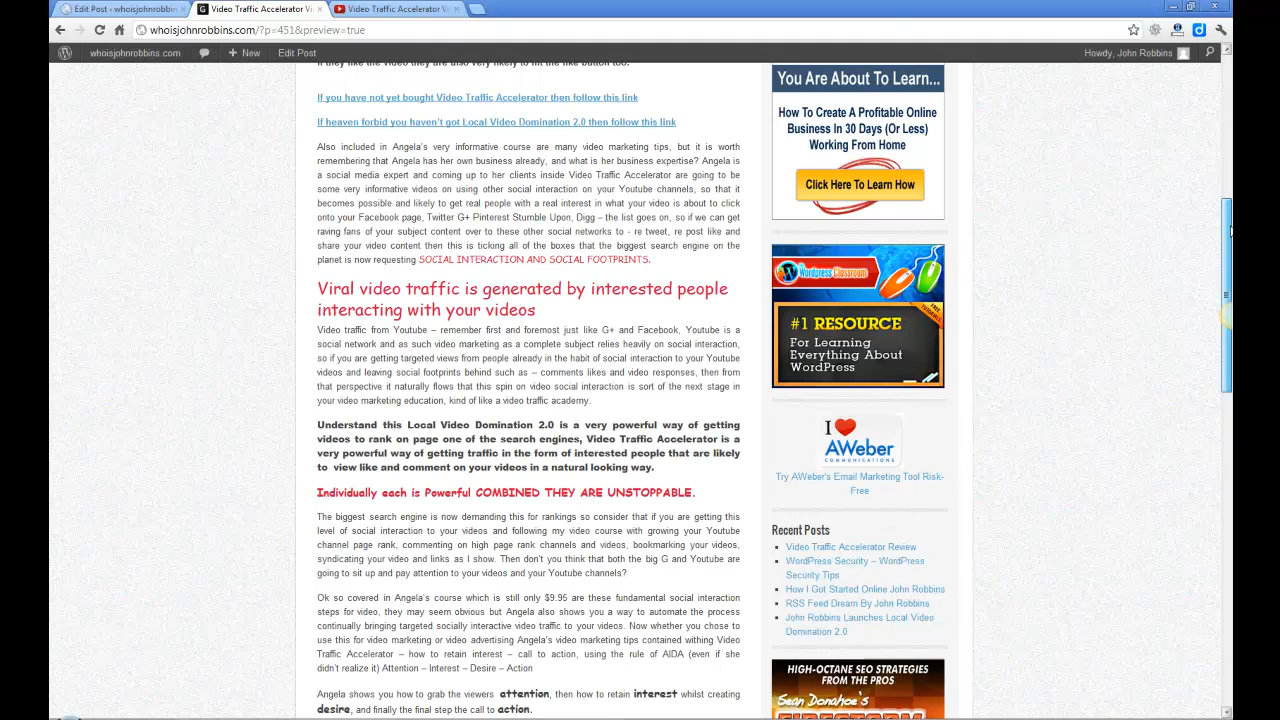 Edit Post ‹ whoisjohnrobbin
Video Traffic Accelerator Vi
Video Traffic Accelerator V
whoisjohnrobbins.com/?p=451&preview=true
whoisjohnrobbins.com
New
Edit Post
Howdy, John Robbins
If they like the video they are also very likely to hit the like button too.
If you have not yet bought Video Traffic Accelerator then follow this link
If heaven forbid you haven't got Local Video Domination 2.0 then follow this link
Also included in Angela's very informative course are many video marketing tips, but it is worth
remembering that Angela has her own business already, and what is her business expertise? Angela is
a social media expert and coming up to her clients inside Video Traffic Accelerator are going to be
some very informative videos on using other social interaction on your Youtube channels, so that it
becomes possible and likely to get real people with a real interest in what your video is about to click
onto your Facebook page, Twitter G+ Pinterest Stumble Upon, Digg – the list goes on, so if we can get
raving fans of your subject content over to these other social networks to - re tweet, re post like and
share your video content then this is ticking all of the boxes that the biggest search engine on the
planet is now requesting SOCIAL INTERACTION AND SOCIAL FOOTPRINTS.
Viral video traffic is generated by interested people
interacting with your videos
Video traffic from Youtube – remember first and foremost just like G+ and Facebook, Youtube is a
social network and as such video marketing as a complete subject relies heavily on social interaction,
so if you are getting targeted views from people already in the habit of social interaction to your Youtube
videos and leaving social footprints behind such as – comments likes and video responses, then from
that perspective it naturally flows that this spin on video social interaction is sort of the next stage in
your video marketing education, kind of like a video traffic academy.
Understand this Local Video Domination 2.0 is a very powerful way of getting
videos to rank on page one of the search engines, Video Traffic Accelerator is a
very powerful way of getting traffic in the form of interested people that are likely
to view like and comment on your videos in a natural looking way.
Individually each is Powerful COMBINED THEY ARE UNSTOPPABLE.
The biggest search engine is now demanding this for rankings so consider that if you are getting this
level of social interaction to your videos and following my video course with growing your Youtube
channel page rank, commenting on high page rank channels and videos, bookmarking your videos,
syndicating your video and links as I show. Then don't you think that both the big G and Youtube are
going to sit up and pay attention to your videos and your Youtube channels?
Ok so covered in Angela's course which is still only $9.95 are these fundamental social interaction
steps for video, they may seem obvious but Angela also shows you a way to automate the process
continually bringing targeted socially interactive video traffic to your videos. Now whether you chose to
use this for video marketing or video advertising Angela's video marketing tips contained withing Video
Traffic Accelerator – how to retain interest – call to action, using the rule of AIDA (even if she
didn't realize it) Attention – Interest – Desire – Action
Angela shows you how to grab the viewers attention, then how to retain interest whilst creating
desire, and finally the final step the call to action.
You Are About To Learn...
How To Create A Profitable Online
Business In 30 Days (Or Less)
Working From Home
Click Here To Learn How
Wordpress Classroom
FREE TUTORIALS
#1 RESOURCE
For Learning
Everything About
WordPress
I
AWeber
COMMUNICATIONS
Try AWeber's Email Marketing Tool Risk-
Free
Recent Posts
Video Traffic Accelerator Review
WordPress Security – WordPress
Security Tips
How I Got Started Online John Robbins
RSS Feed Dream By John Robbins
John Robbins Launches Local Video
Domination 2.0
HIGH-OCTANE SEO STRATEGIES
FROM THE PROS
Sean Donahoe's